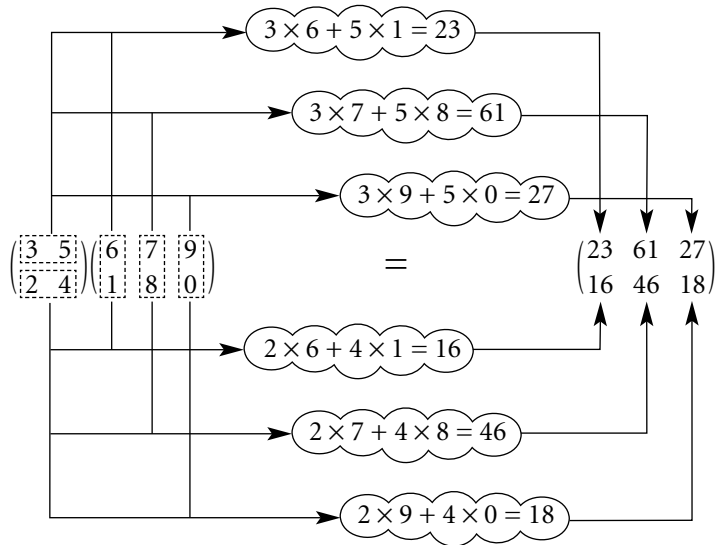 3 × 6 + 5 × 1 = 23
3 × 7 + 5 × 8 = 61
3 × 9 + 5 × 0 = 27
(3 5) (6 7 9) (23 61 27)
(2 4) (1 8 0) = (16 46 18)
2 × 6 + 4 × 1 = 16
2 × 7 + 4 × 8 = 46
2 × 9 + 4 × 0 = 18